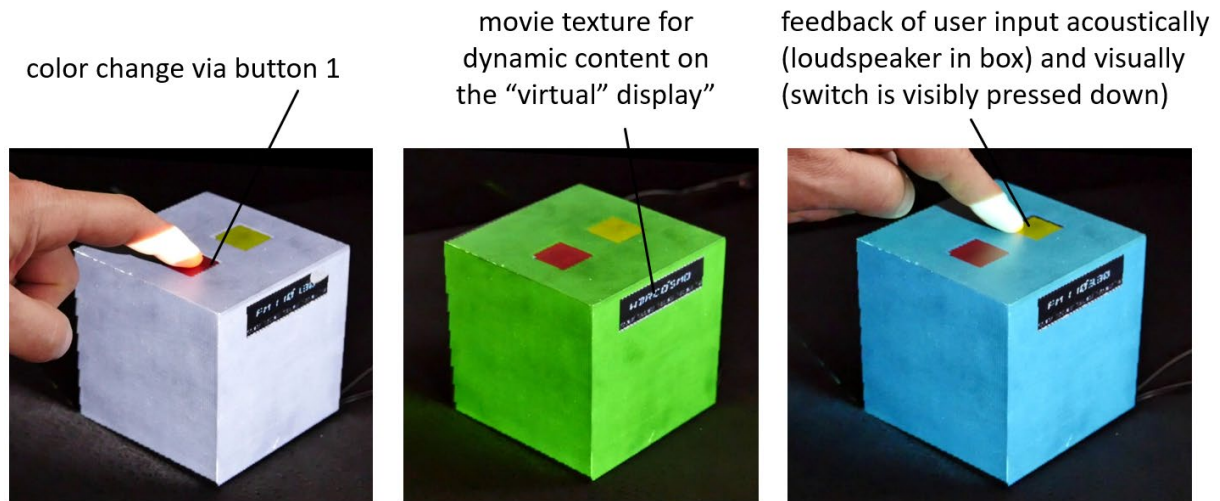 color change via button 1
movie texture for
dynamic content on
the “virtual” display”
feedback of user input acoustically
(loudspeaker in box) and visually
(switch is visibly pressed down)